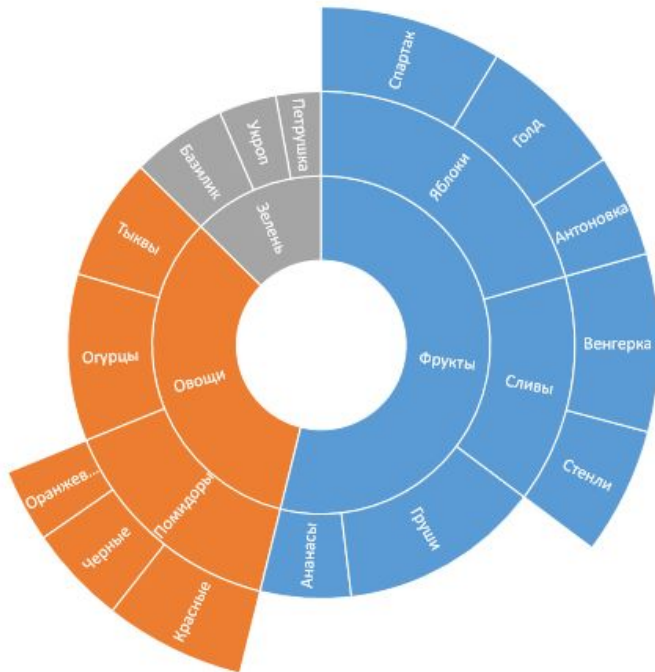 Спартак
Голд
Антоновка
Яблоки
Венгерка
Стенли
Сливы
Фрукты
Груши
Ананасы
Красные
Черные
Оранжев...
Помидоры
Овощи
Огурцы
Тыквы
Базилик
Укроп
Петрушка
Зелень